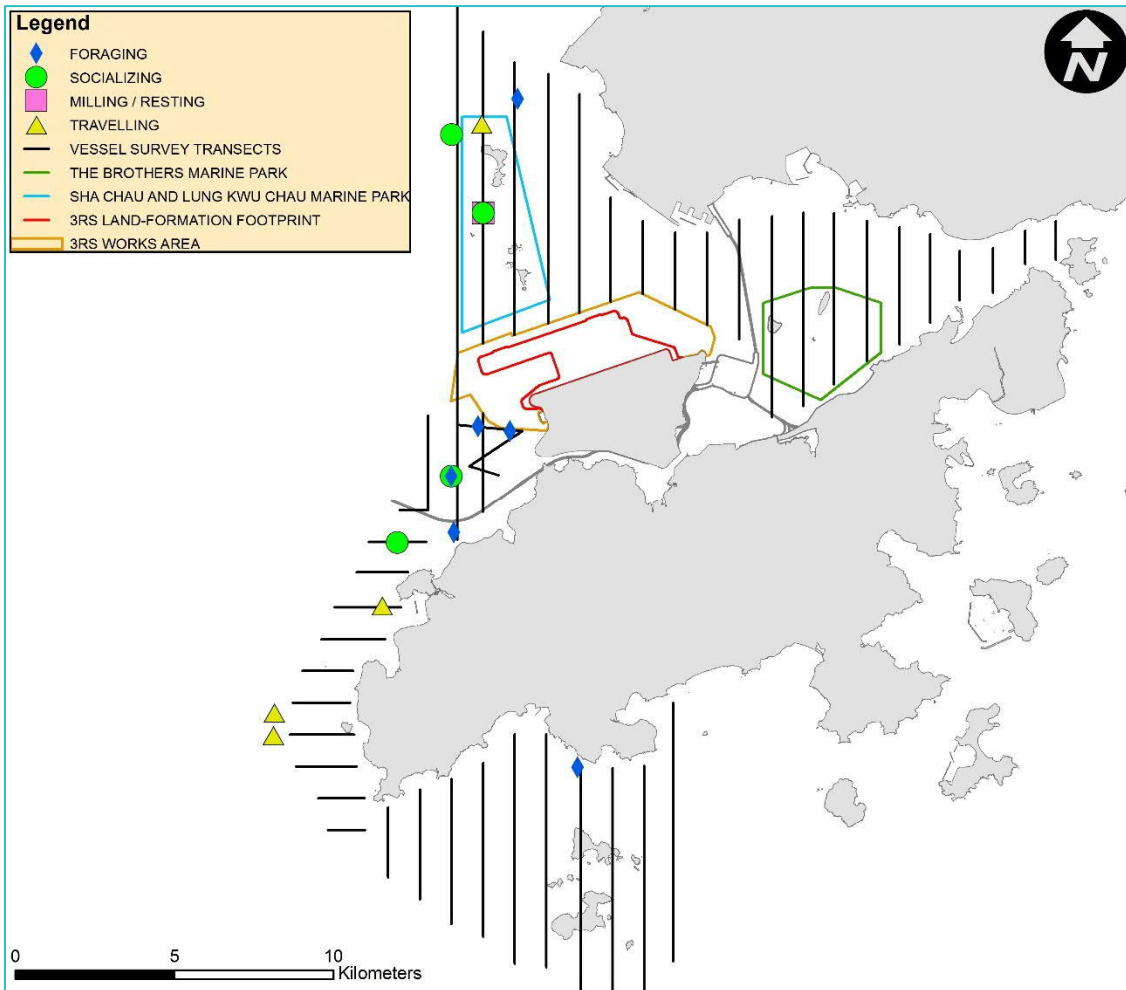 Legend
FORAGING
SOCIALIZING
MILLING / RESTING
TRAVELLING
VESSEL SURVEY TRANSECTS
THE BROTHERS MARINE PARK
SHA CHAU AND LUNG KWU CHAU MARINE PARK
3RS LAND-FORMATION FOOTPRINT
3RS WORKS AREA
N
0 5 10
Kilometers